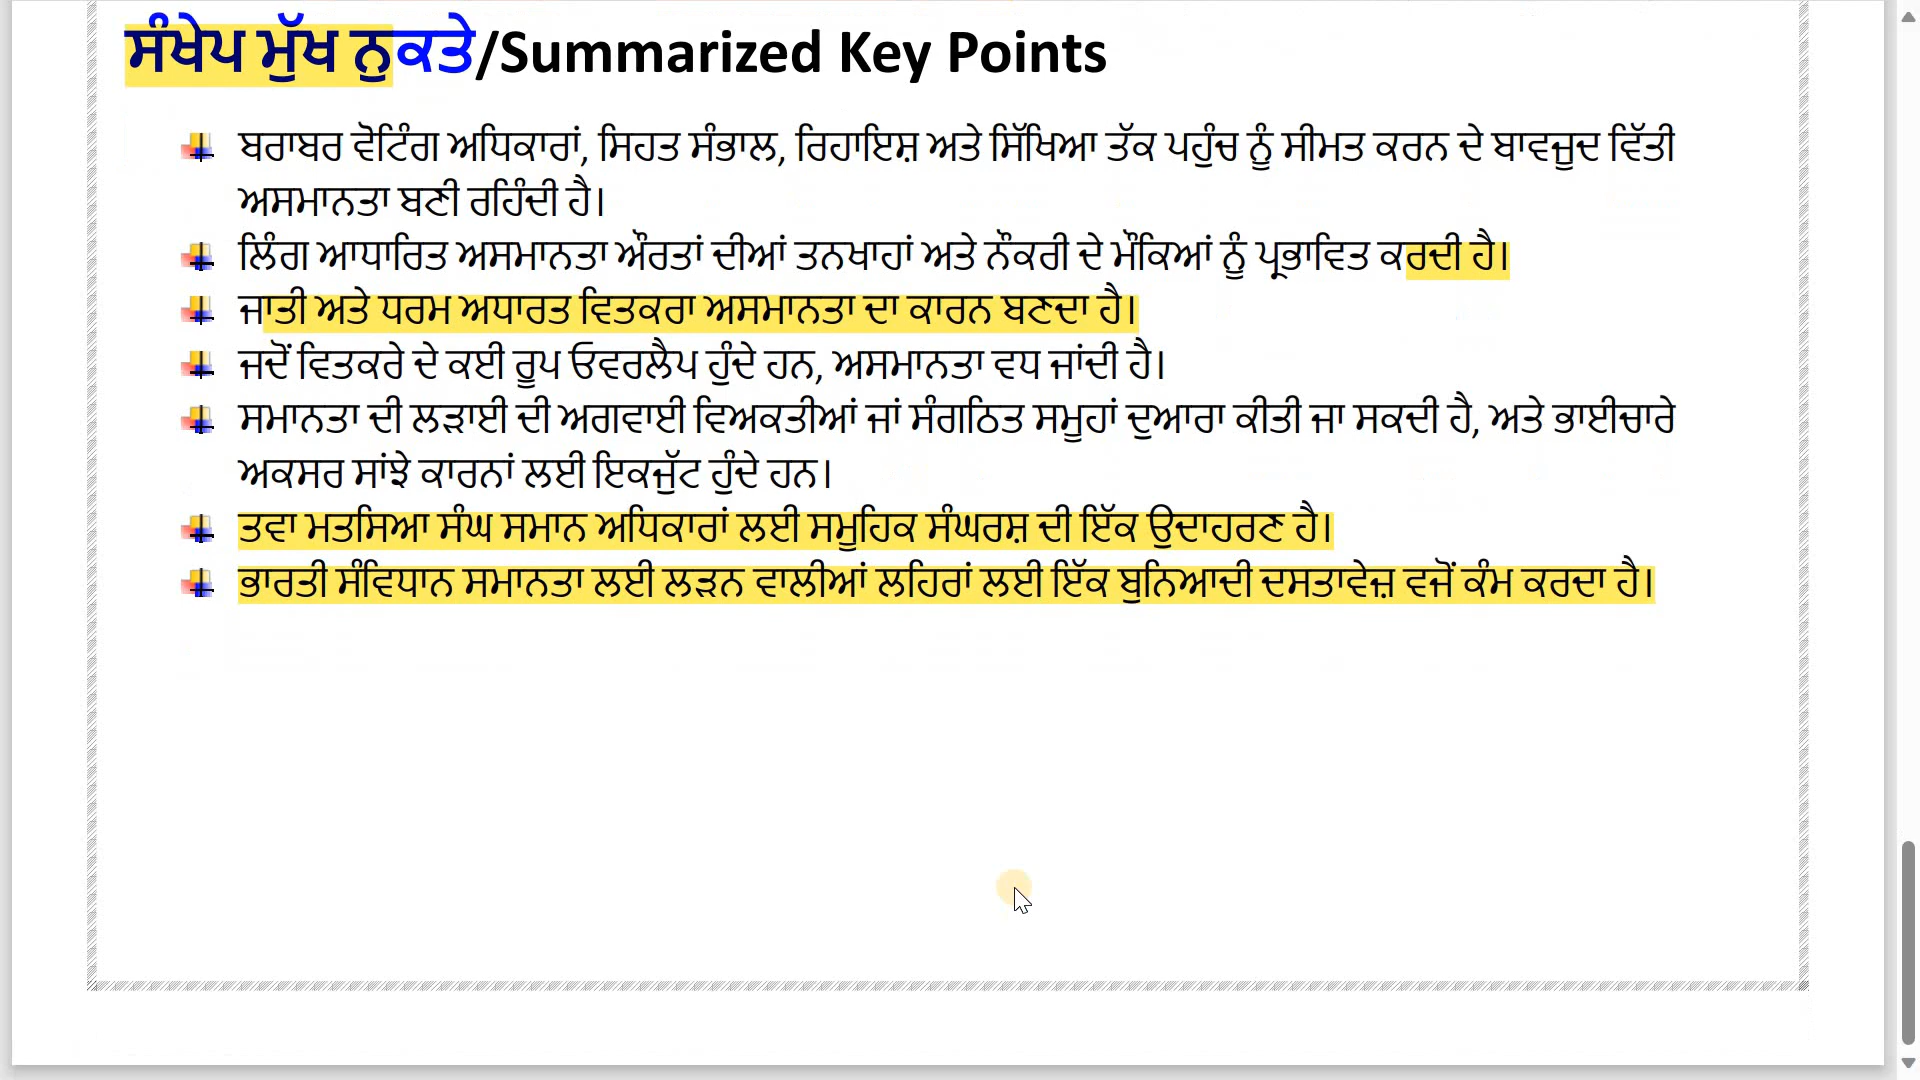 ਸੰਖੇਪ ਮੁੱਖ ਨੁਕਤੇ/Summarized Key Points
ਬਰਾਬਰ ਵੋਟਿੰਗ ਅਧਿਕਾਰਾਂ, ਸਿਹਤ ਸੰਭਾਲ, ਰਿਹਾਇਸ਼ ਅਤੇ ਸਿੱਖਿਆ ਤੱਕ ਪਹੁੰਚ ਨੂੰ ਸੀਮਤ ਕਰਨ ਦੇ ਬਾਵਜੂਦ ਵਿੱਤੀ
ਅਸਮਾਨਤਾ ਬਣੀ ਰਹਿੰਦੀ ਹੈ।
ਲਿੰਗ ਆਧਾਰਿਤ ਅਸਮਾਨਤਾ ਔਰਤਾਂ ਦੀਆਂ ਤਨਖਾਹਾਂ ਅਤੇ ਨੌਕਰੀ ਦੇ ਮੌਕਿਆਂ ਨੂੰ ਪ੍ਰਭਾਵਿਤ ਕਰਦੀ ਹੈ।
ਜਾਤੀ ਅਤੇ ਧਰਮ ਅਧਾਰਤ ਵਿਤਕਰਾ ਅਸਮਾਨਤਾ ਦਾ ਕਾਰਨ ਬਣਦਾ ਹੈ।
ਜਦੋਂ ਵਿਤਕਰੇ ਦੇ ਕਈ ਰੂਪ ਓਵਰਲੈਪ ਹੁੰਦੇ ਹਨ, ਅਸਮਾਨਤਾ ਵਧ ਜਾਂਦੀ ਹੈ।
ਸਮਾਨਤਾ ਦੀ ਲੜਾਈ ਦੀ ਅਗਵਾਈ ਵਿਅਕਤੀਆਂ ਜਾਂ ਸੰਗਠਿਤ ਸਮੂਹਾਂ ਦੁਆਰਾ ਕੀਤੀ ਜਾ ਸਕਦੀ ਹੈ, ਅਤੇ ਭਾਈਚਾਰੇ
ਅਕਸਰ ਸਾਂਝੇ ਕਾਰਨਾਂ ਲਈ ਇਕਜੁੱਟ ਹੁੰਦੇ ਹਨ।
ਤਵਾ ਮਤਸਿਆ ਸੰਘ ਸਮਾਨ ਅਧਿਕਾਰਾਂ ਲਈ ਸਮੂਹਿਕ ਸੰਘਰਸ਼ ਦੀ ਇੱਕ ਉਦਾਹਰਣ ਹੈ।
ਭਾਰਤੀ ਸੰਵਿਧਾਨ ਸਮਾਨਤਾ ਲਈ ਲੜਨ ਵਾਲੀਆਂ ਲਹਿਰਾਂ ਲਈ ਇੱਕ ਬੁਨਿਆਦੀ ਦਸਤਾਵੇਜ਼ ਵਜੋਂ ਕੰਮ ਕਰਦਾ ਹੈ।